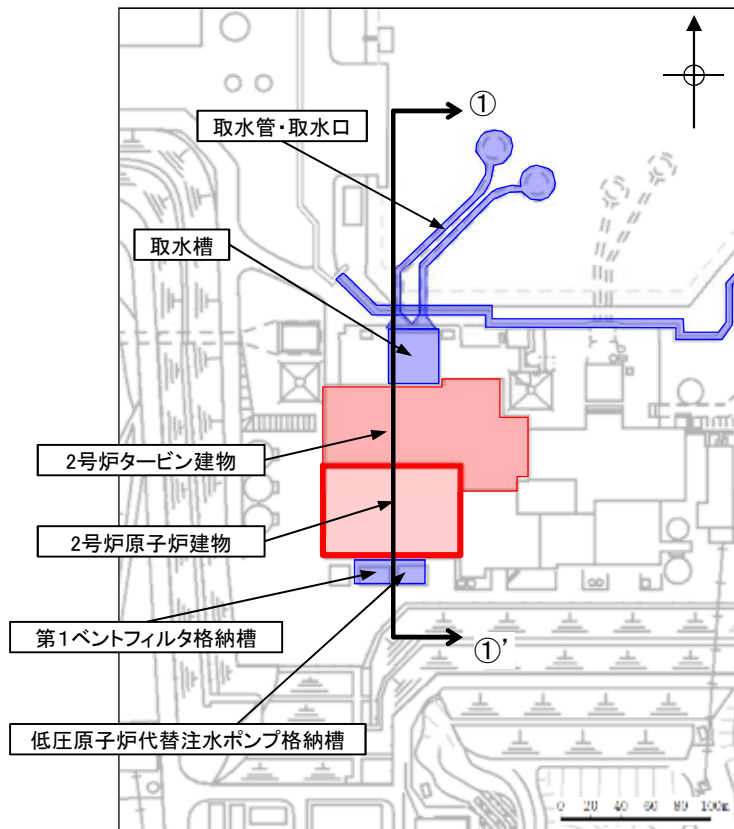 ①
取水管・取水口
取水槽
2号炉タービン建物
2号炉原子炉建物
第1ベントフィルタ格納槽
①’
低圧原子炉代替注水ポンプ格納槽
0 20 40 60 80 100m